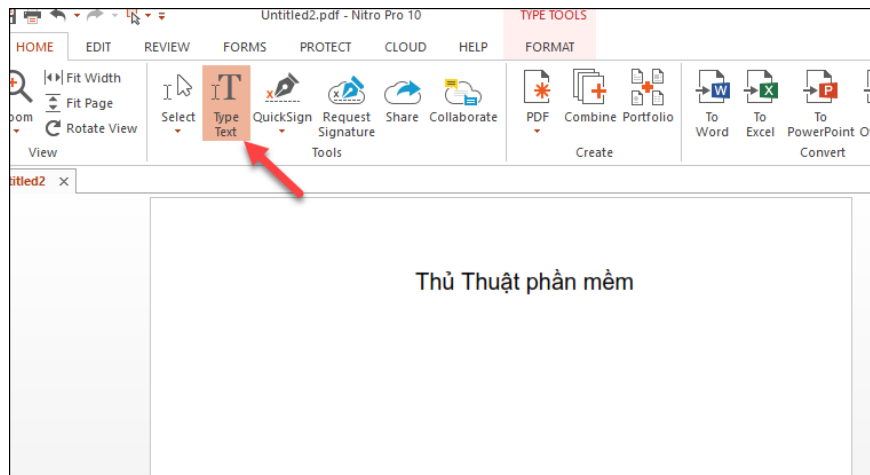 Untitled2.pdf - Nitro Pro 10 TYPE TOOLS
HOME EDIT REVIEW FORMS PROTECT CLOUD HELP FORMAT
Fit Width
Fit Page
Rotate View
Select Type Text QuickSign Request Signature Share Collaborate PDF Combine Portfolio To Word To Excel To PowerPoint
View Tools Create Convert
Thủ Thuật phần mềm